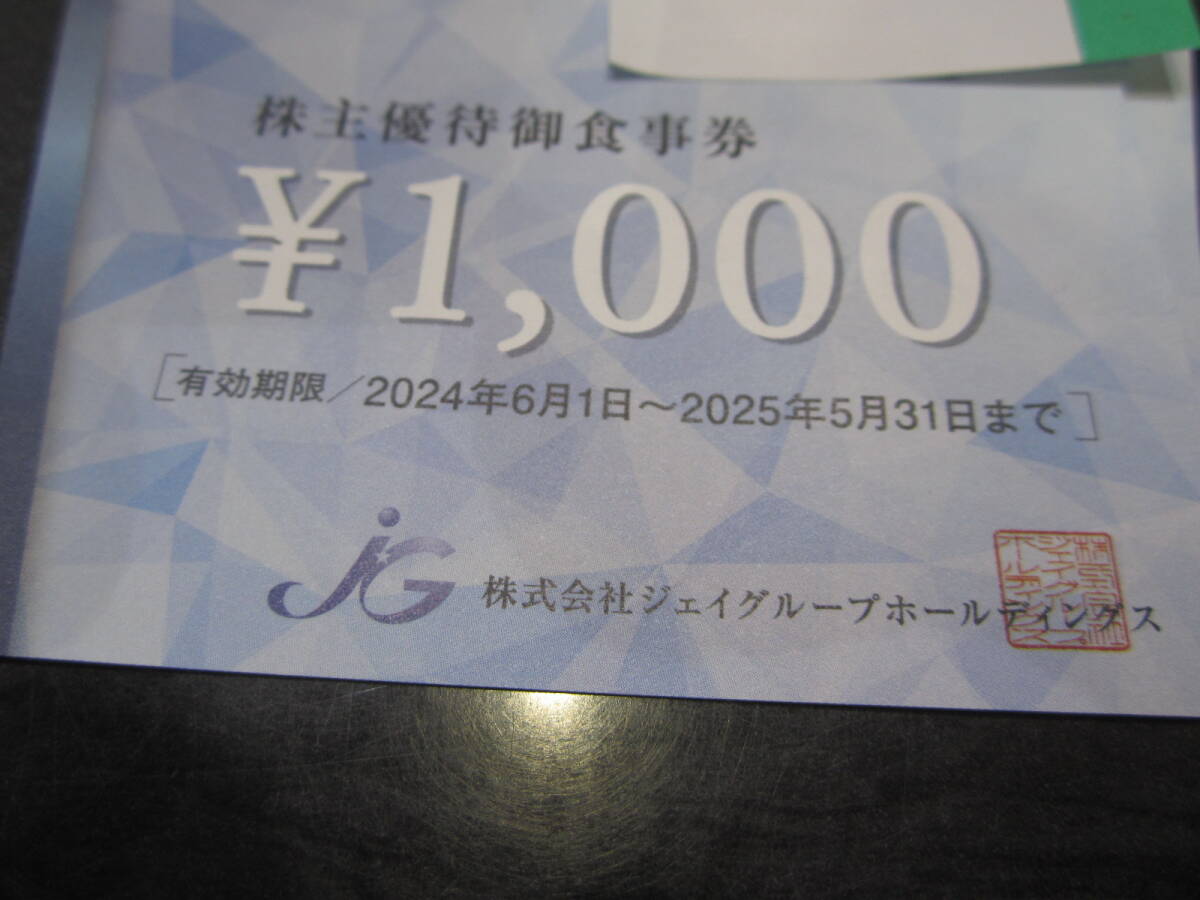 株主優待御食事券
¥1,000
[有効期限／2024年6月1日～2025年5月31日まで]
JG 株式会社ジェイグループホールディングス